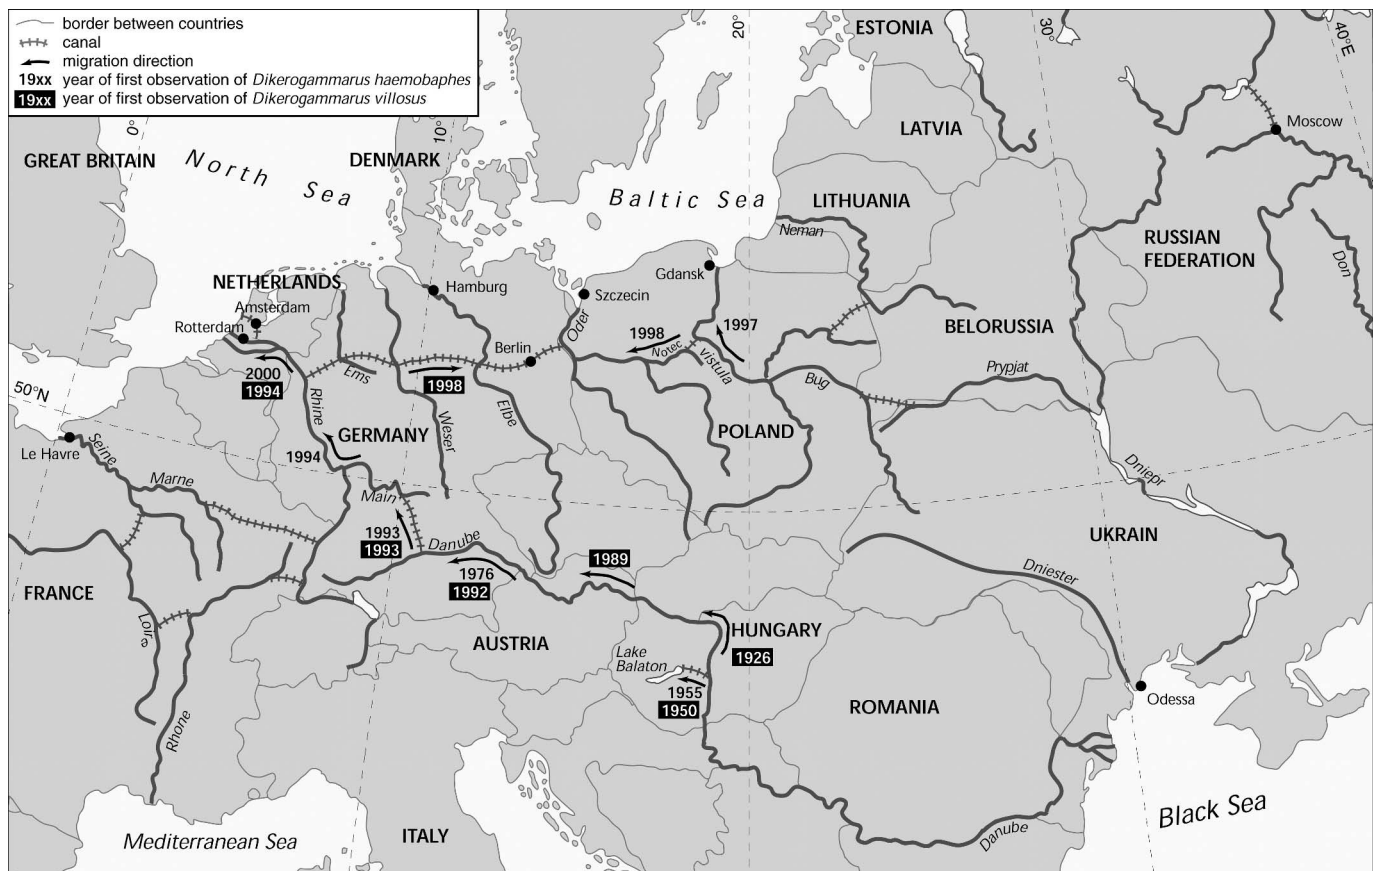 border between countries
canal
migration direction
19xx year of first observation of Dikerogammarus haemobaphes
19xx year of first observation of Dikerogammarus villosus
0°
10°
20°
30°
40°E
50°N
GREAT BRITAIN
North Sea
DENMARK
Baltic Sea
ESTONIA
LATVIA
LITHUANIA
Neman
Moscow
RUSSIAN
FEDERATION
Don
NETHERLANDS
Amsterdam
Rotterdam
Hamburg
Szczecin
Gdansk
Berlin
Oder
1998
Notec
1997
vistula
BELORUSSIA
Bug
Prypjat
2000
1994
Ems
1998
Rhine
Weser
Elbe
GERMANY
POLAND
Le Havre
Seine
Marne
1994
Main
1993
1993
Danube
1976
1992
1989
Dniepr
UKRAIN
Dniester
FRANCE
Loire
Rhone
AUSTRIA
HUNGARY
1926
Lake
Balaton
1955
1950
ROMANIA
Odessa
Danube
Black Sea
Mediterranean Sea
ITALY